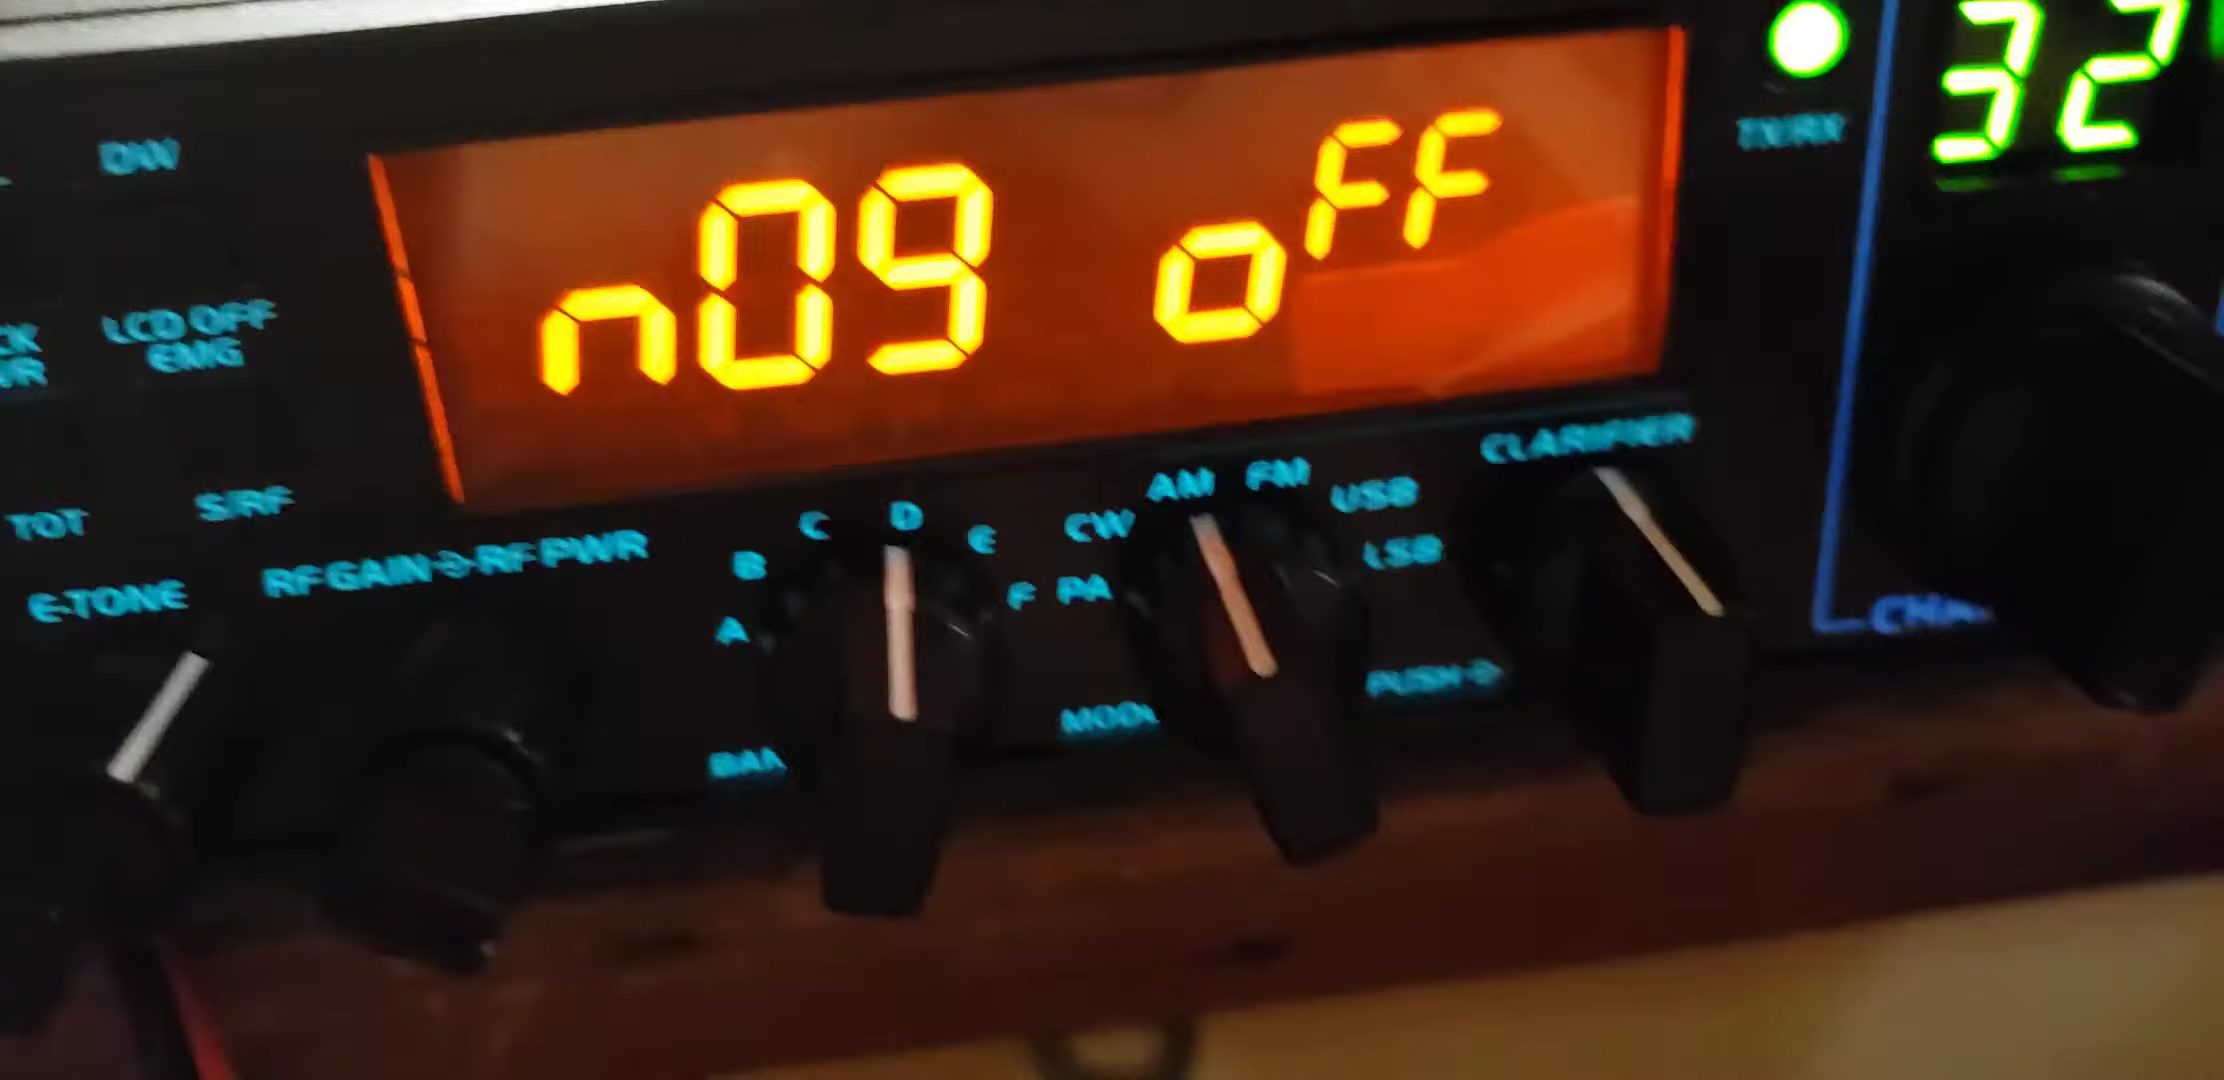 32
DW
TX/RX
n09 oFF
LCD OFF
EMG
CLARIFIER
TOT
S/RF
C
D
E
CW
AM
FM
USB
E-TONE
RF GAIN
RF PWR
B
F
PA
LSB
A
PUSH